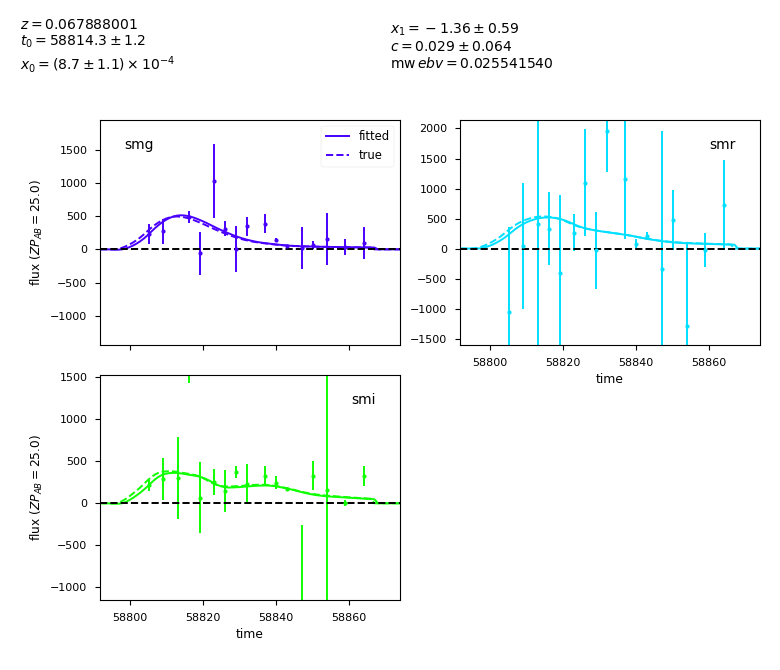 z = 0.067888001
t₀ = 58814.3 ± 1.2
x₀ = (8.7 ± 1.1) × 10⁻⁴
x₁ = −1.36 ± 0.59
c = 0.029 ± 0.064
mw ebv = 0.025541540
smg
fitted
true
1500
1000
500
0
−500
−1000
flux (ZP_AB = 25.0)
smr
2000
1500
1000
500
0
−500
−1000
−1500
58800 58820 58840 58860
time
smi
1500
1000
500
0
−500
−1000
flux (ZP_AB = 25.0)
58800 58820 58840 58860
time